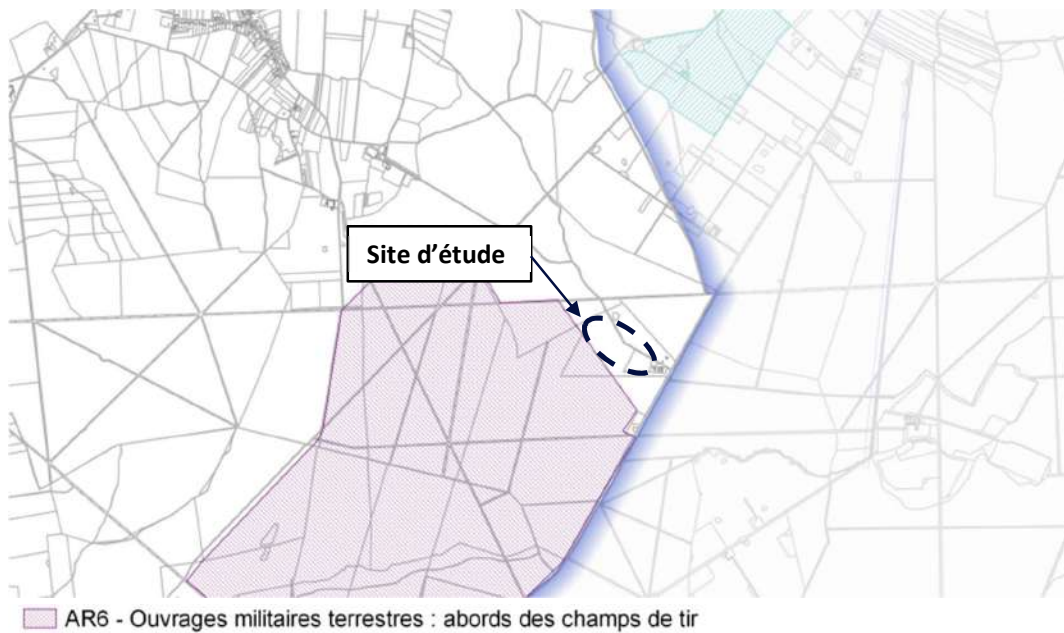 Site d’étude
AR6 - Ouvrages militaires terrestres : abords des champs de tir